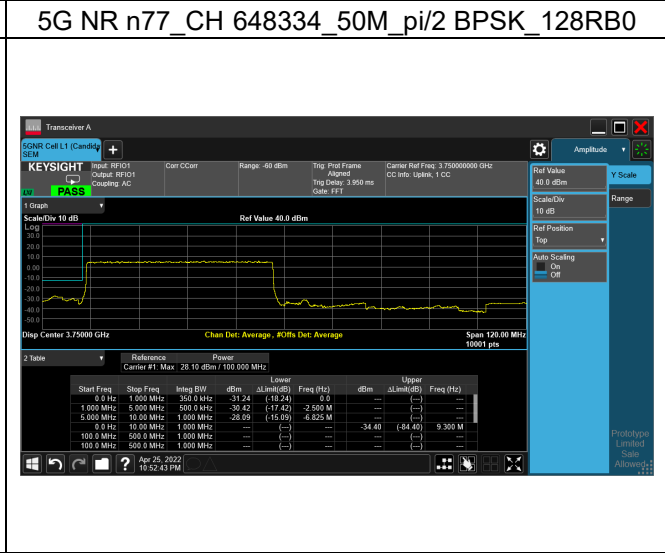 5G NR n77_CH 648334_50M_pi/2 BPSK_128RB0
Transceiver A
5GNR Cell L1 (Candida
SEM
Amplitude
KEYSIGHT
LXI
PASS
Input: RFIO1
Output: RFIO1
Coupling: AC
Corr CCorr
Range: -60 dBm
Trig: Prot Frame
Aligned
Trig Delay: 3.950 ms
Gate: FFT
Carrier Ref Freq: 3.750000000 GHz
CC Info: Uplink, 1 CC
Ref Value
40.0 dBm
Y Scale
Scale/Div
10 dB
Range
Ref Position
Top
Auto Scaling
On
Off
1 Graph
Scale/Div 10 dB Ref Value 40.0 dBm
Log
30.0
20.0
10.0
0.00
-10.0
-20.0
-30.0
-40.0
-50.0
Disp Center 3.75000 GHz Chan Det: Average , #Offs Det: Average Span 120.00 MHz
10001 pts
2 Table
Reference Power
Carrier #1: Max 28.10 dBm / 100.000 MHz
Lower Upper
Start Freq Stop Freq Integ BW dBm ΔLimit(dB) Freq (Hz) dBm ΔLimit(dB) Freq (Hz)
0.0 Hz 1.000 MHz 350.0 kHz -31.24 (-18.24) 0.0 --- (---) ---
1.000 MHz 5.000 MHz 500.0 kHz -30.42 (-17.42) -2.500 M --- (---) ---
5.000 MHz 10.00 MHz 1.000 MHz -28.09 (-15.09) -6.825 M --- (---) ---
0.0 Hz 10.00 MHz 1.000 MHz --- (---) --- -34.40 (-84.40) 9.300 M
100.0 MHz 500.0 MHz 1.000 MHz --- (---) --- --- (---) ---
100.0 MHz 500.0 MHz 1.000 MHz --- (---) --- --- (---) ---
Prototype
Limited
Sale
Allowed
Apr 25, 2022
10:52:43 PM